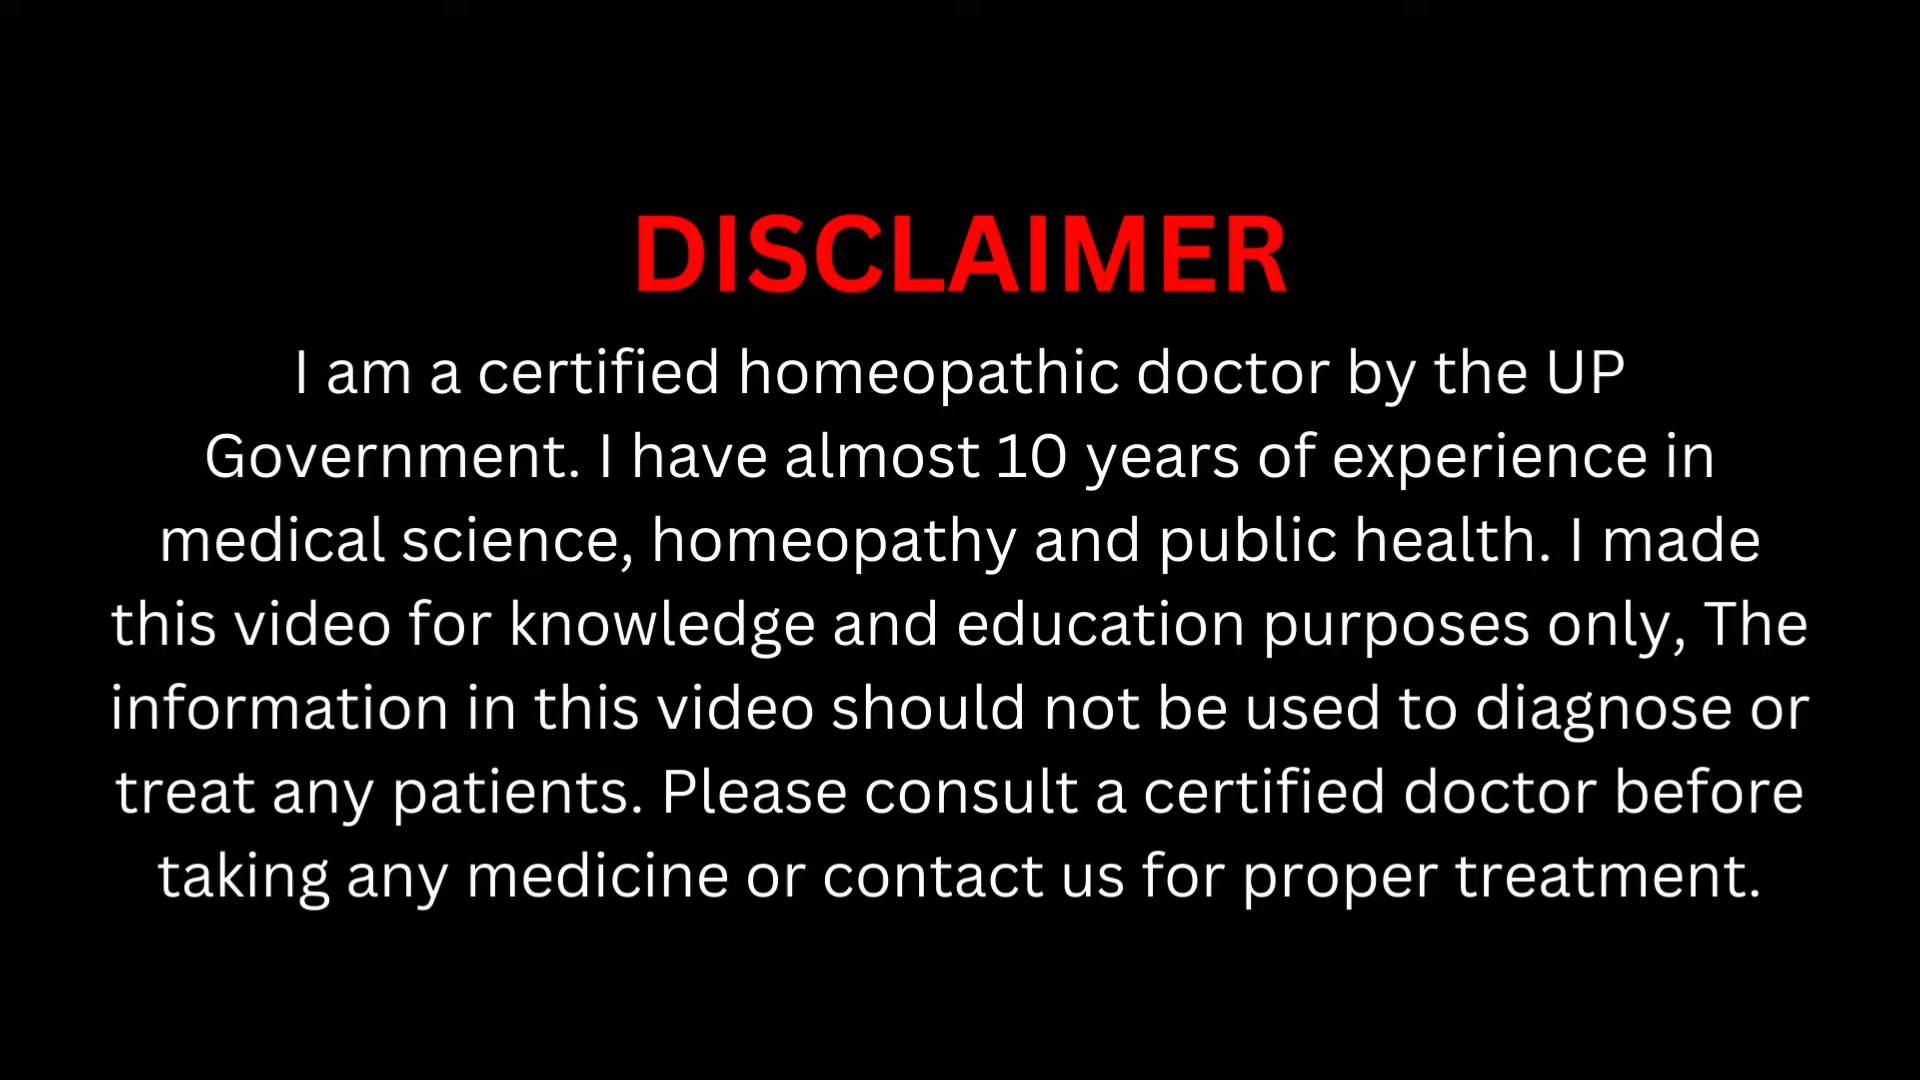 DISCLAIMER
I am a certified homeopathic doctor by the UP
Government. I have almost 10 years of experience in
medical science, homeopathy and public health. I made
this video for knowledge and education purposes only, The
information in this video should not be used to diagnose or
treat any patients. Please consult a certified doctor before
taking any medicine or contact us for proper treatment.